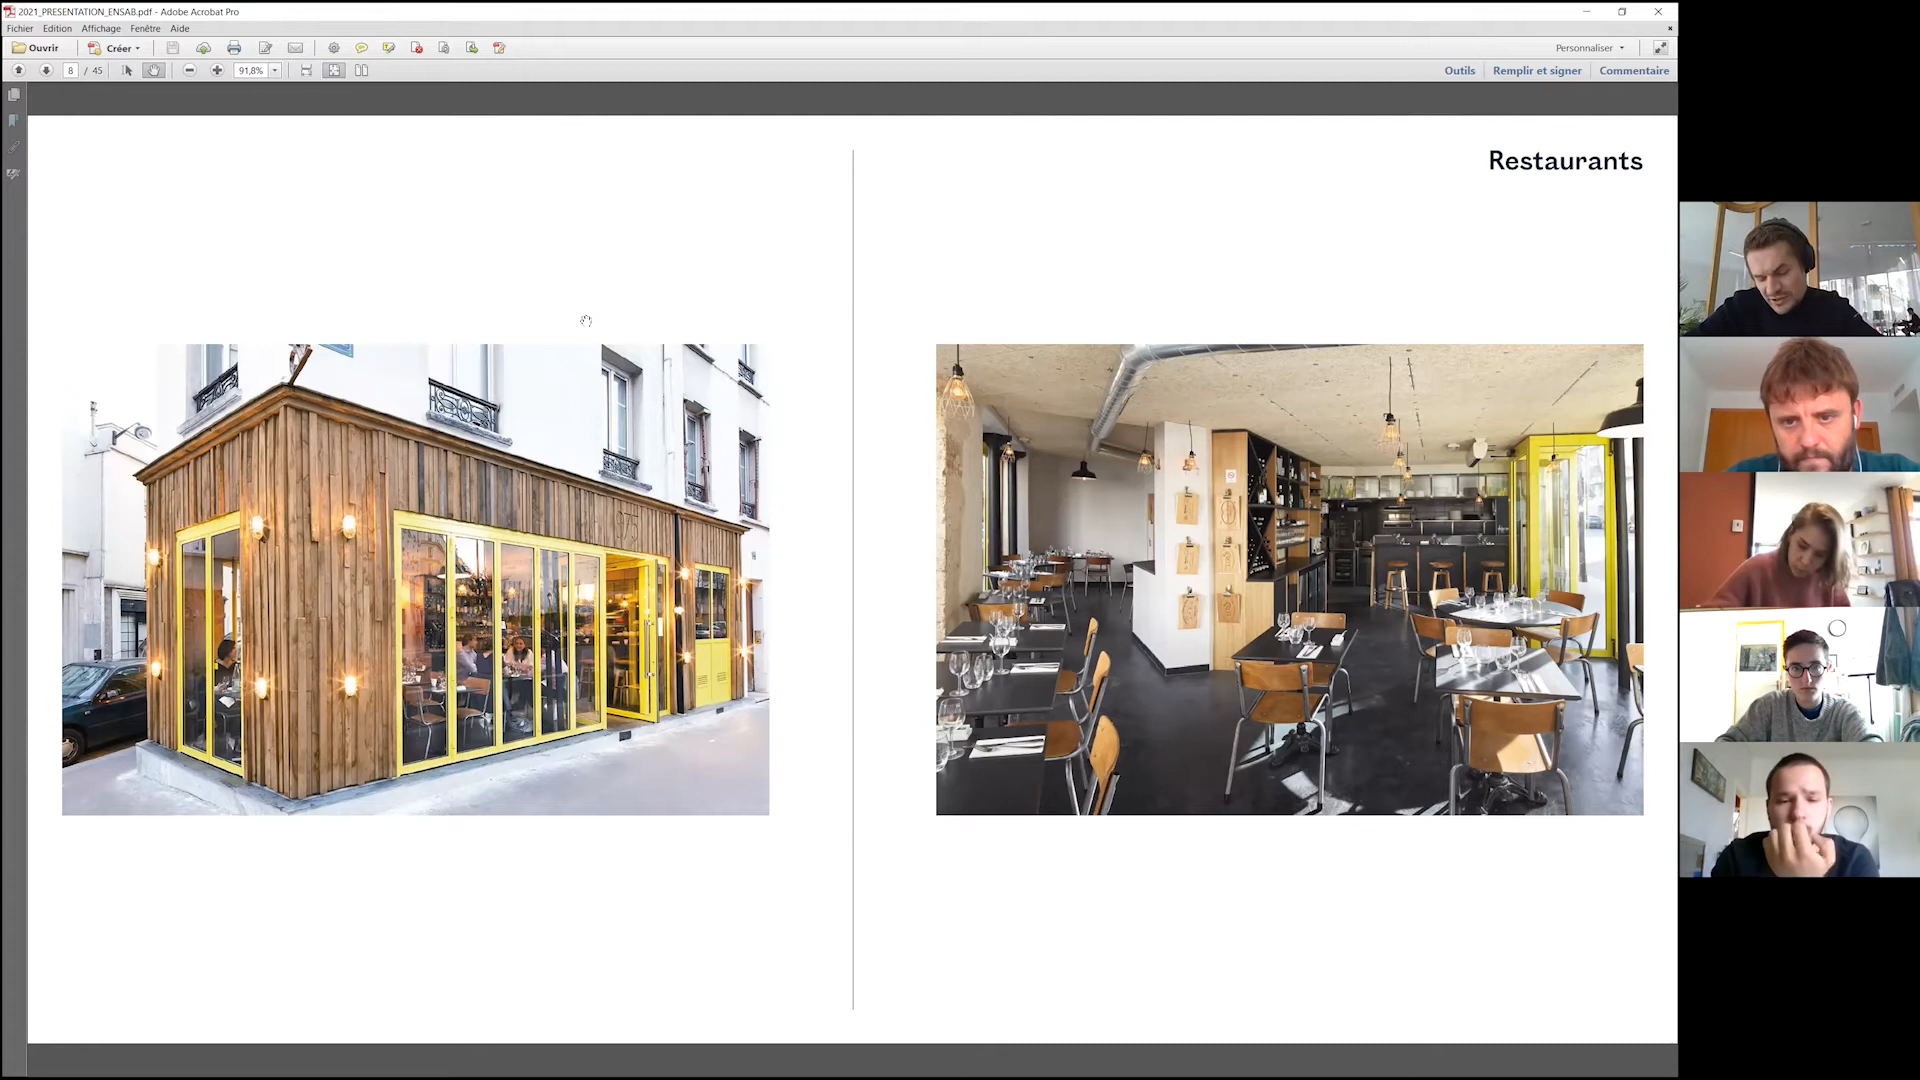 2021_PRESENTATION_ENSAB.pdf - Adobe Acrobat Pro
Fichier Edition Affichage Fenêtre Aide
Ouvrir Créer Personnaliser
8 / 45 91,8% Outils Remplir et signer Commentaire
Restaurants
975